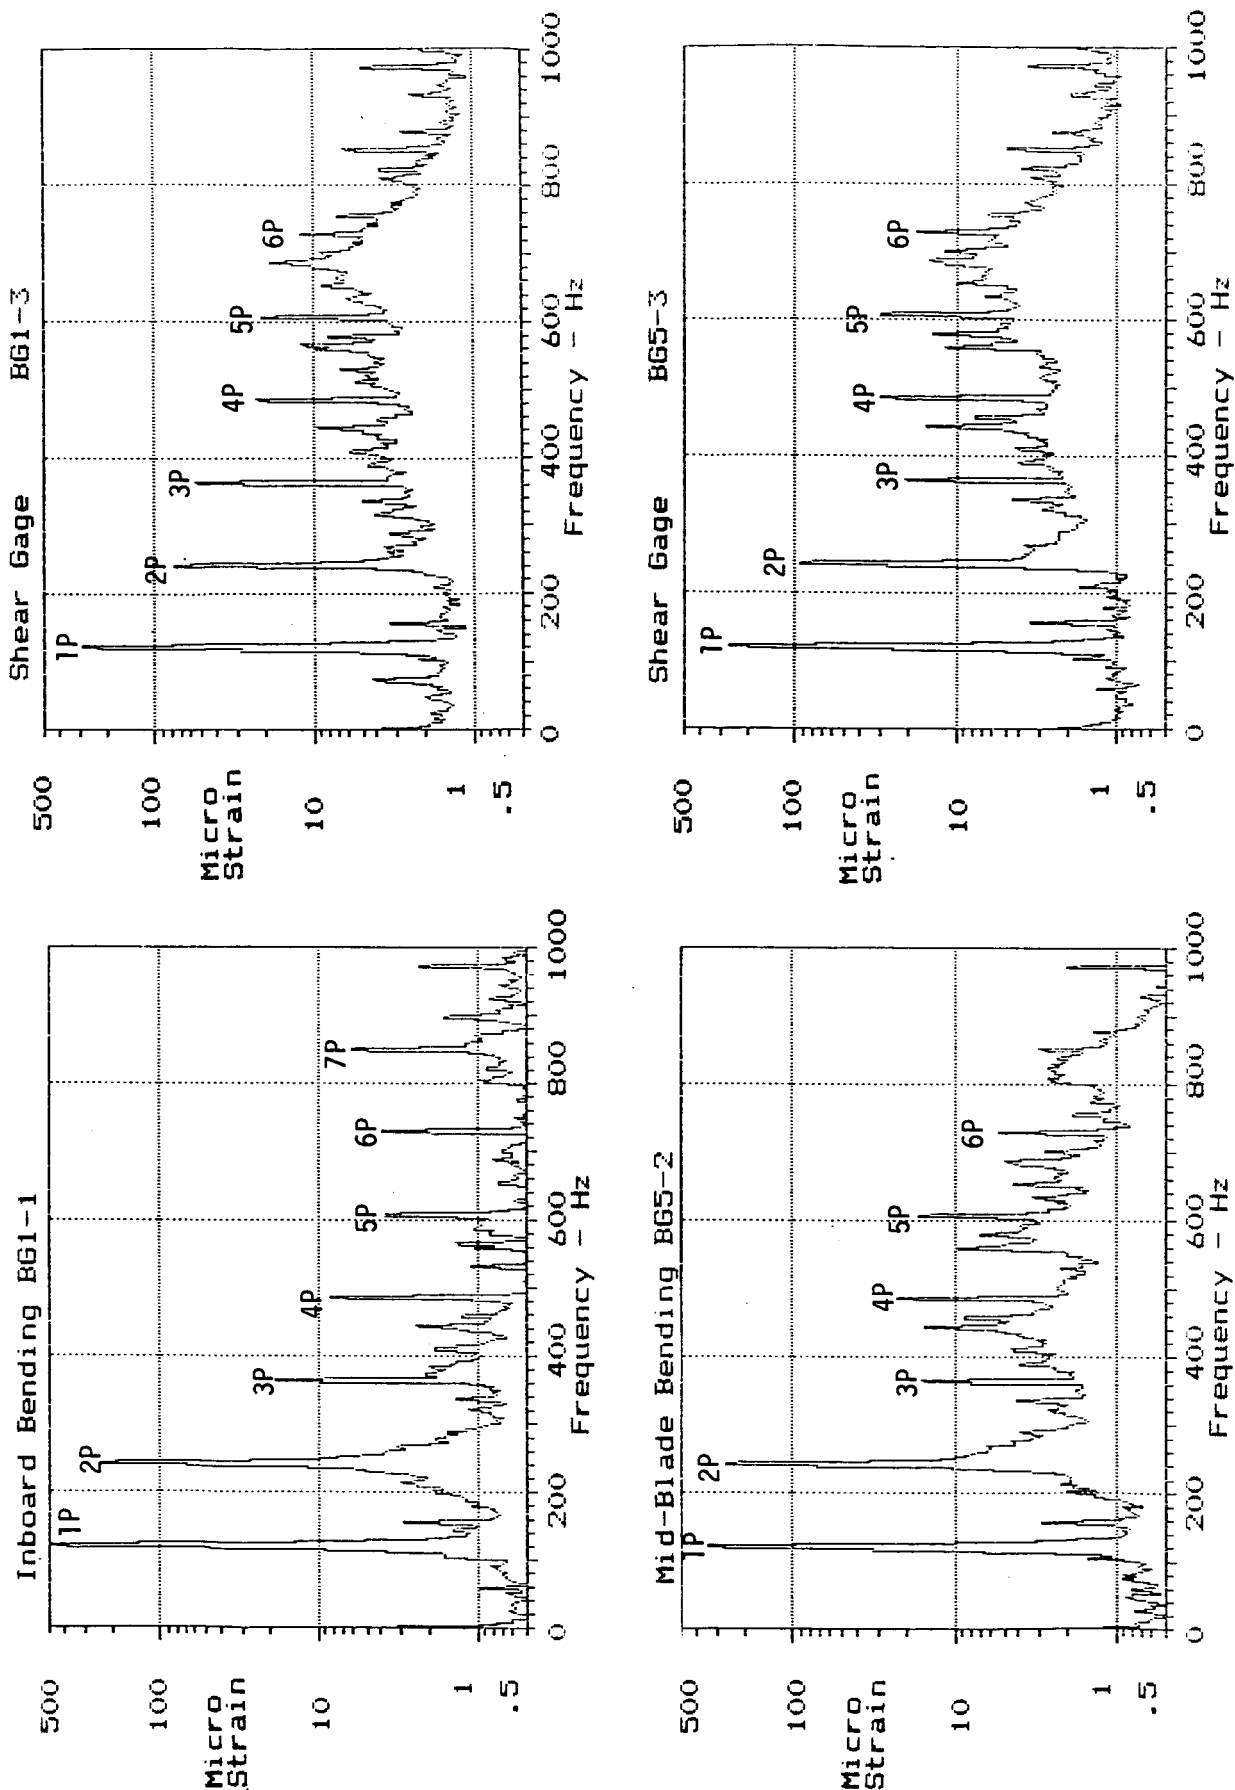 Inboard Bending BG1-1
500
100
Micro
Strain
10
1
.5
1P
2P
3P
4P
5P
6P
7P
0
200
400
600
800
1000
Frequency - Hz
Shear Gage BG1-3
500
100
Micro
Strain
10
1
.5
1P
2P
3P
4P
5P
6P
0
200
400
600
800
1000
Frequency - Hz
Mid-Blade Bending BG5-2
500
100
Micro
Strain
10
1
.5
1P
2P
3P
4P
5P
6P
0
200
400
600
800
1000
Frequency - Hz
Shear Gage BG5-3
500
100
Micro
Strain
10
1
.5
1P
2P
3P
4P
5P
6P
0
200
400
600
800
1000
Frequency - Hz